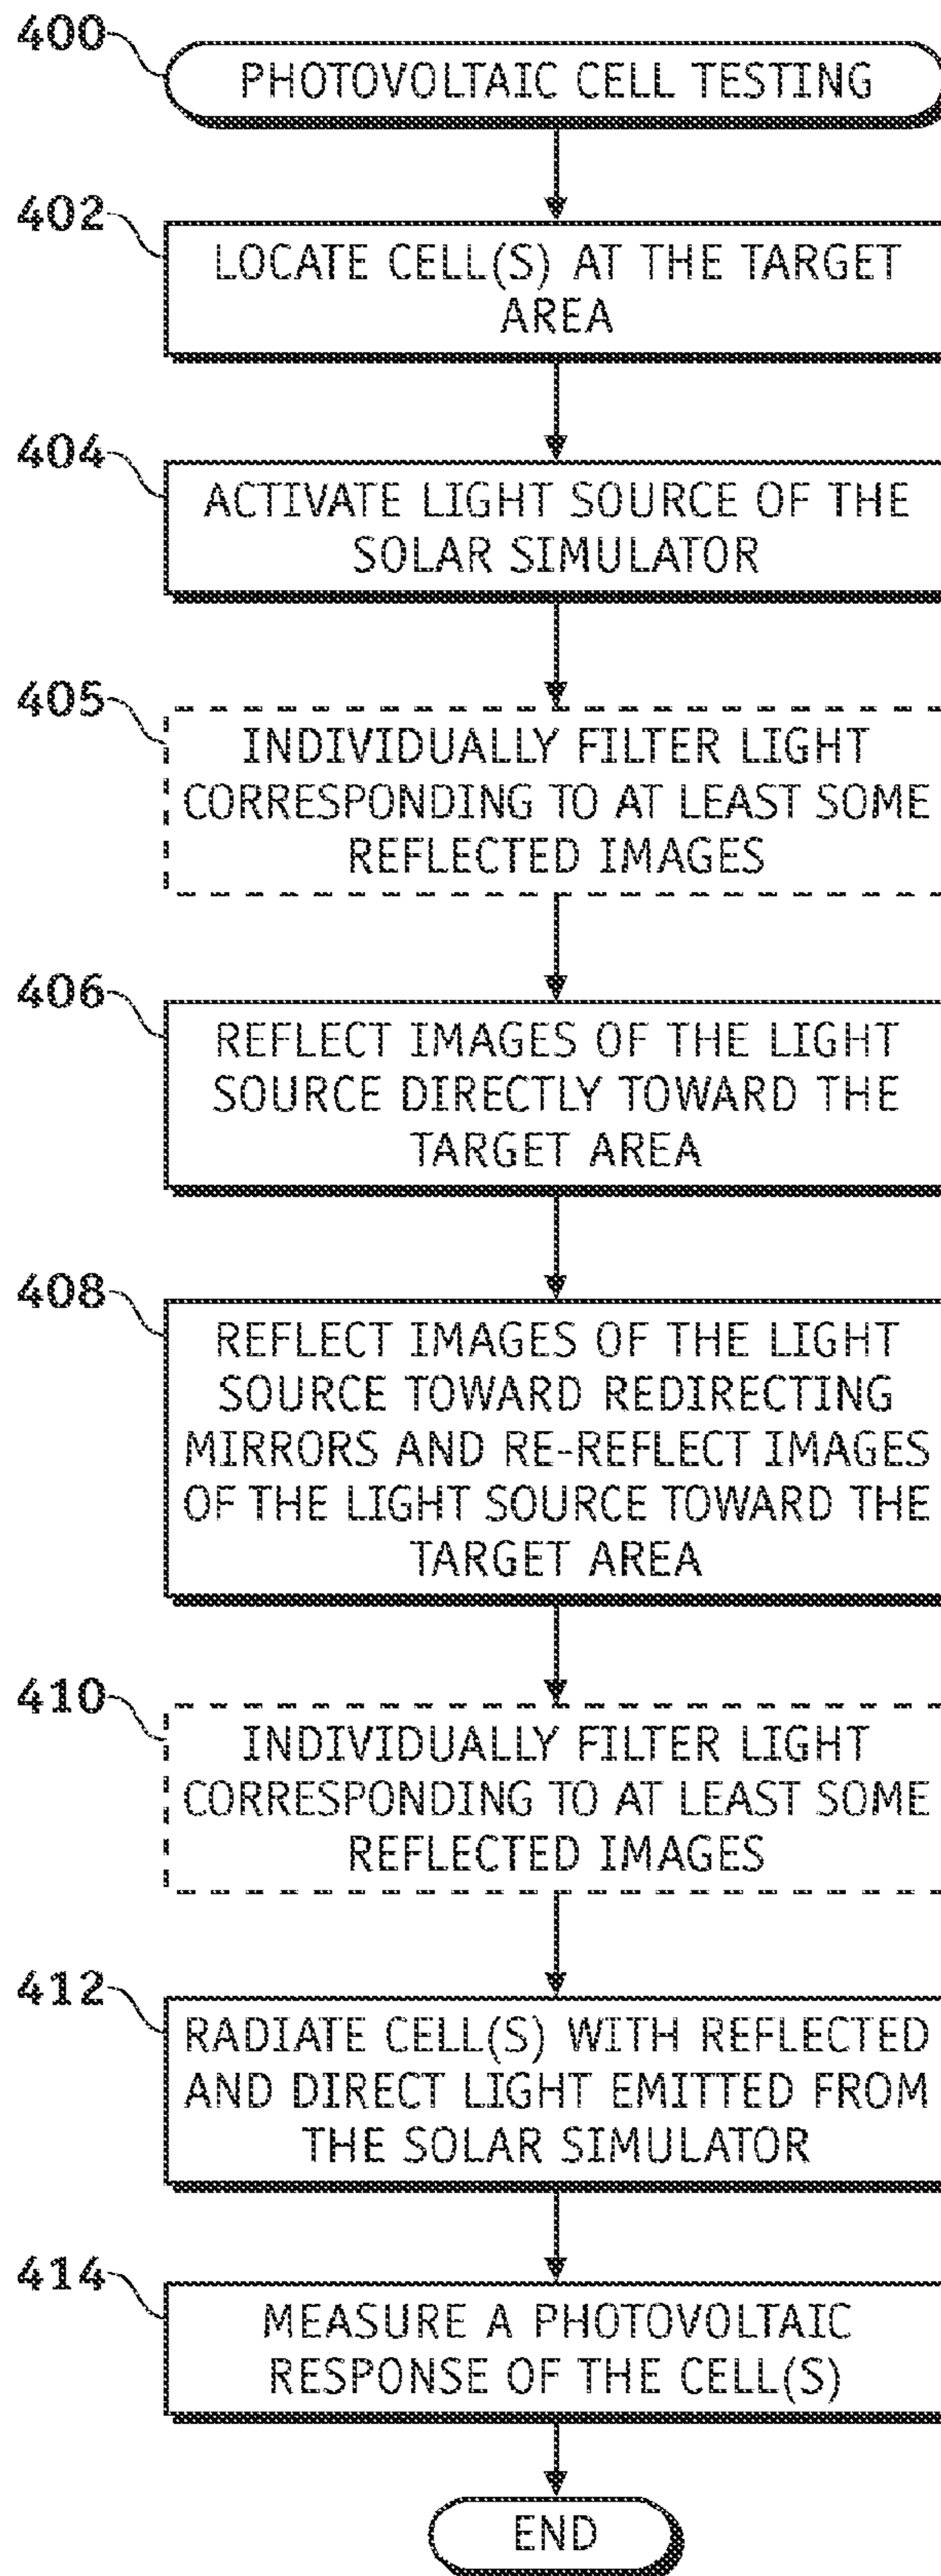 400
PHOTOVOLTAIC CELL TESTING
402
LOCATE CELL(S) AT THE TARGET
AREA
404
ACTIVATE LIGHT SOURCE OF THE
SOLAR SIMULATOR
405
INDIVIDUALLY FILTER LIGHT
CORRESPONDING TO AT LEAST SOME
REFLECTED IMAGES
406
REFLECT IMAGES OF THE LIGHT
SOURCE DIRECTLY TOWARD THE
TARGET AREA
408
REFLECT IMAGES OF THE LIGHT
SOURCE TOWARD REDIRECTING
MIRRORS AND RE-REFLECT IMAGES
OF THE LIGHT SOURCE TOWARD THE
TARGET AREA
410
INDIVIDUALLY FILTER LIGHT
CORRESPONDING TO AT LEAST SOME
REFLECTED IMAGES
412
RADIATE CELL(S) WITH REFLECTED
AND DIRECT LIGHT EMITTED FROM
THE SOLAR SIMULATOR
414
MEASURE A PHOTOVOLTAIC
RESPONSE OF THE CELL(S)
END